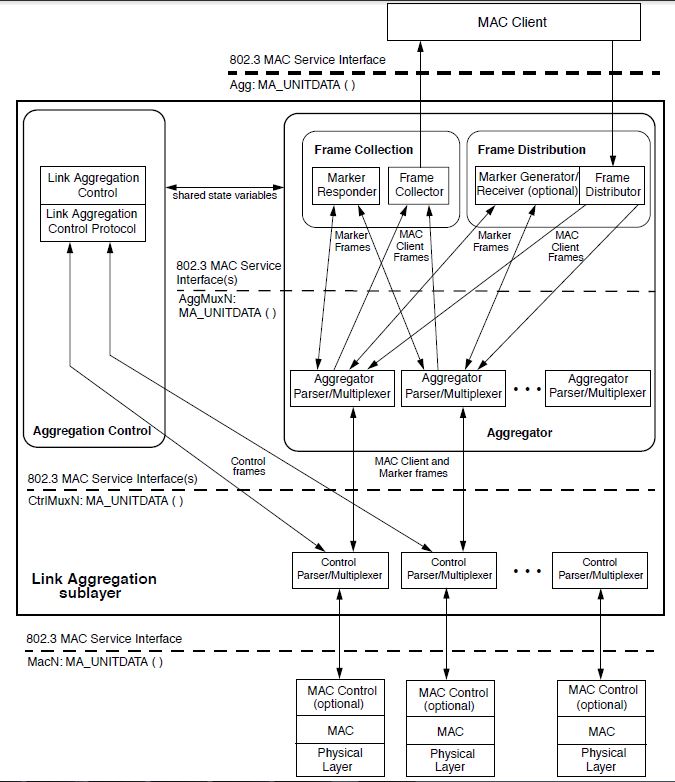 MAC Client
802.3 MAC Service Interface
Agg: MA_UNITDATA ( )
Frame Collection
Frame Distribution
Marker
Responder
Frame
Collector
Marker Generator/
Receiver (optional)
Frame
Distributor
Link Aggregation
Control
Link Aggregation
Control Protocol
shared state variables
Marker
Frames
MAC
Client
Frames
Marker
Frames
MAC
Client
Frames
802.3 MAC Service
Interface(s)
AggMuxN:
MA_UNITDATA ( )
Aggregator
Parser/Multiplexer
Aggregator
Parser/Multiplexer
• • •
Aggregator
Parser/Multiplexer
Aggregation Control
Aggregator
Control
frames
MAC Client and
Marker frames
802.3 MAC Service Interface(s)
CtrlMuxN: MA_UNITDATA ( )
Link Aggregation
sublayer
Control
Parser/Multiplexer
Control
Parser/Multiplexer
• • •
Control
Parser/Multiplexer
802.3 MAC Service Interface
MacN: MA_UNITDATA ( )
MAC Control
(optional)
MAC
Physical
Layer
MAC Control
(optional)
MAC
Physical
Layer
MAC Control
(optional)
MAC
Physical
Layer